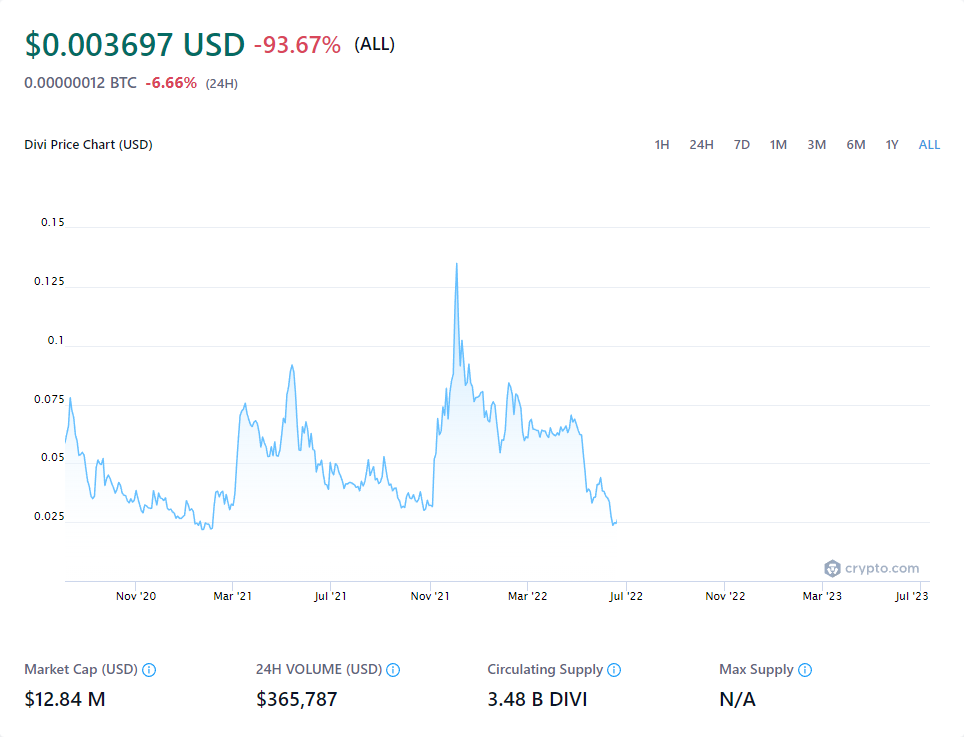 $0.003697 USD -93.67% (ALL)
0.00000012 BTC -6.66% (24H)
Divi Price Chart (USD) 1H 24H 7D 1M 3M 6M 1Y ALL
0.15
0.125
0.1
0.075
0.05
0.025
crypto.com
Nov '20 Mar '21 Jul '21 Nov '21 Mar '22 Jul '22 Nov '22 Mar '23 Jul '23
Market Cap (USD) 24H VOLUME (USD) Circulating Supply Max Supply
$12.84 M $365,787 3.48 B DIVI N/A